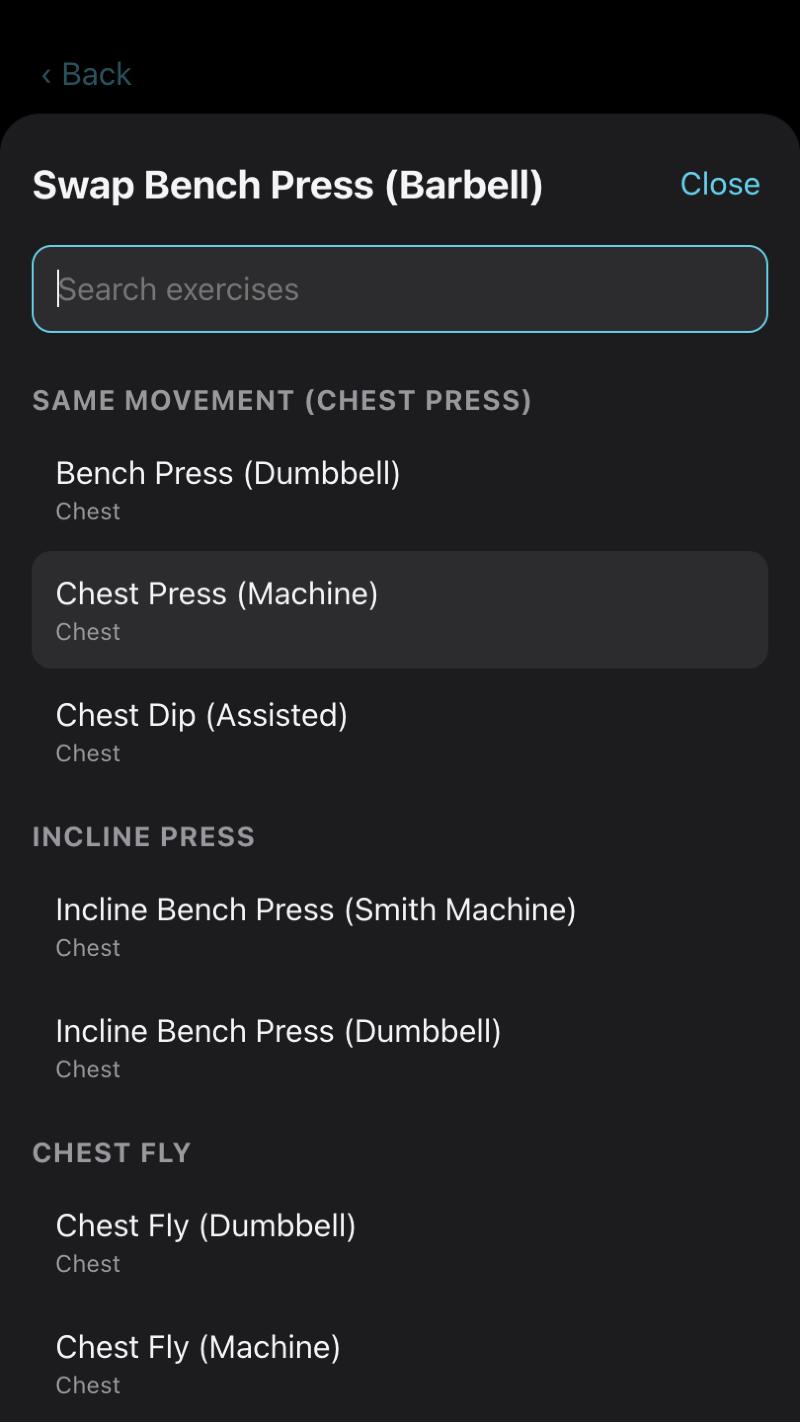 ‹ Back
Swap Bench Press (Barbell)
Close
Search exercises
SAME MOVEMENT (CHEST PRESS)
Bench Press (Dumbbell)
Chest
Chest Press (Machine)
Chest
Chest Dip (Assisted)
Chest
INCLINE PRESS
Incline Bench Press (Smith Machine)
Chest
Incline Bench Press (Dumbbell)
Chest
CHEST FLY
Chest Fly (Dumbbell)
Chest
Chest Fly (Machine)
Chest